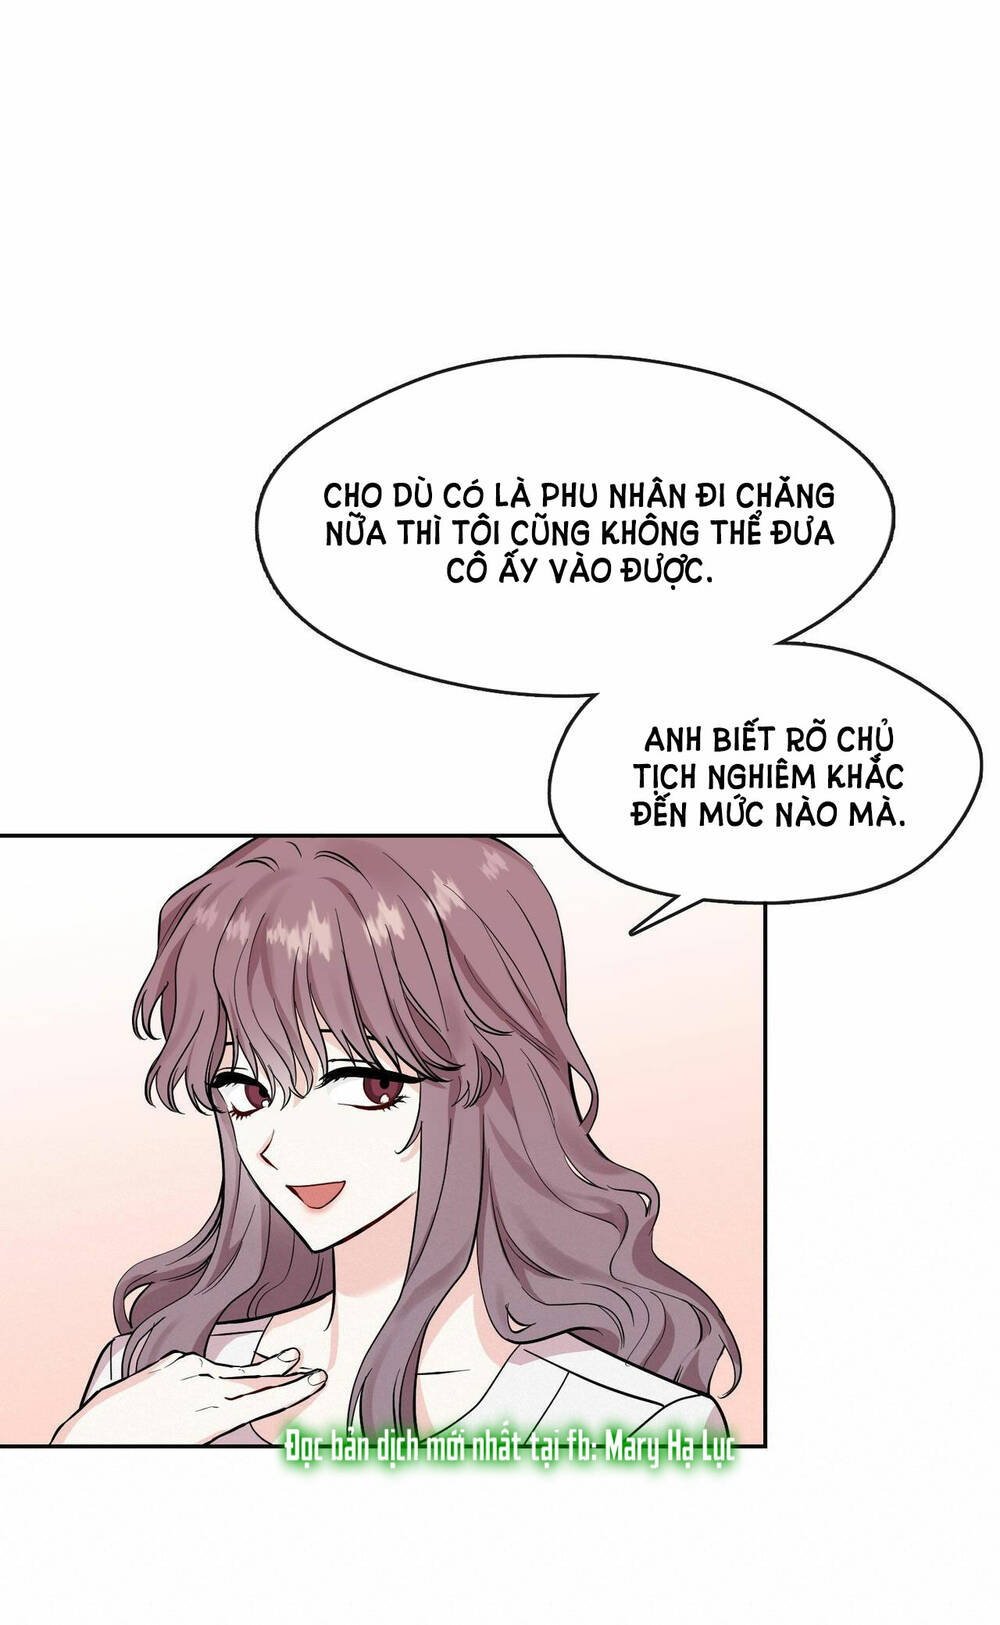 CHO DÙ CÓ LÀ PHU NHÂN ĐI CHĂNG
NỮA THÌ TÔI CŨNG KHÔNG THỂ ĐƯA
CÔ ẤY VÀO ĐƯỢC.
ANH BIẾT RÕ CHỦ
TỊCH NGHIÊM KHẮC
ĐẾN MỨC NÀO MÀ.
Đọc bản dịch mới nhất tại fb: Mary Hạ Lục